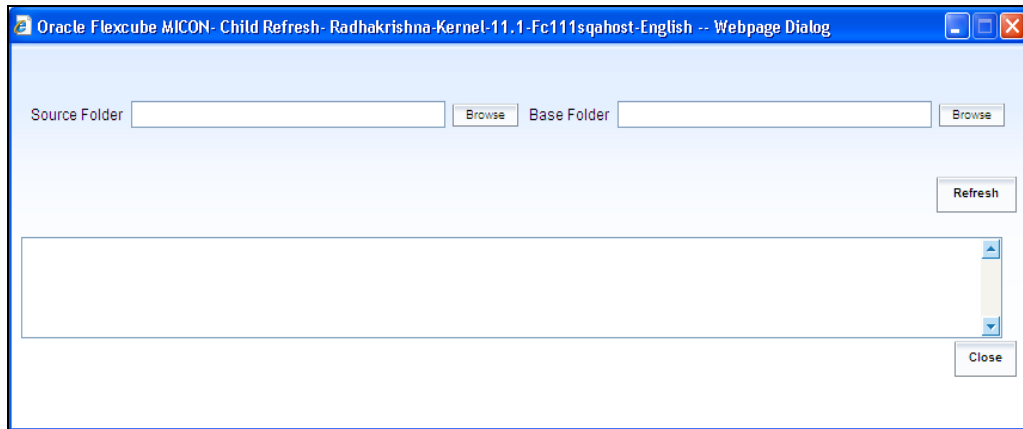 Oracle Flexcube MICON- Child Refresh- Radhakrishna-Kernel-11.1-Fc111sqahost-English -- Webpage Dialog
Source Folder Browse Base Folder Browse
Refresh
Close